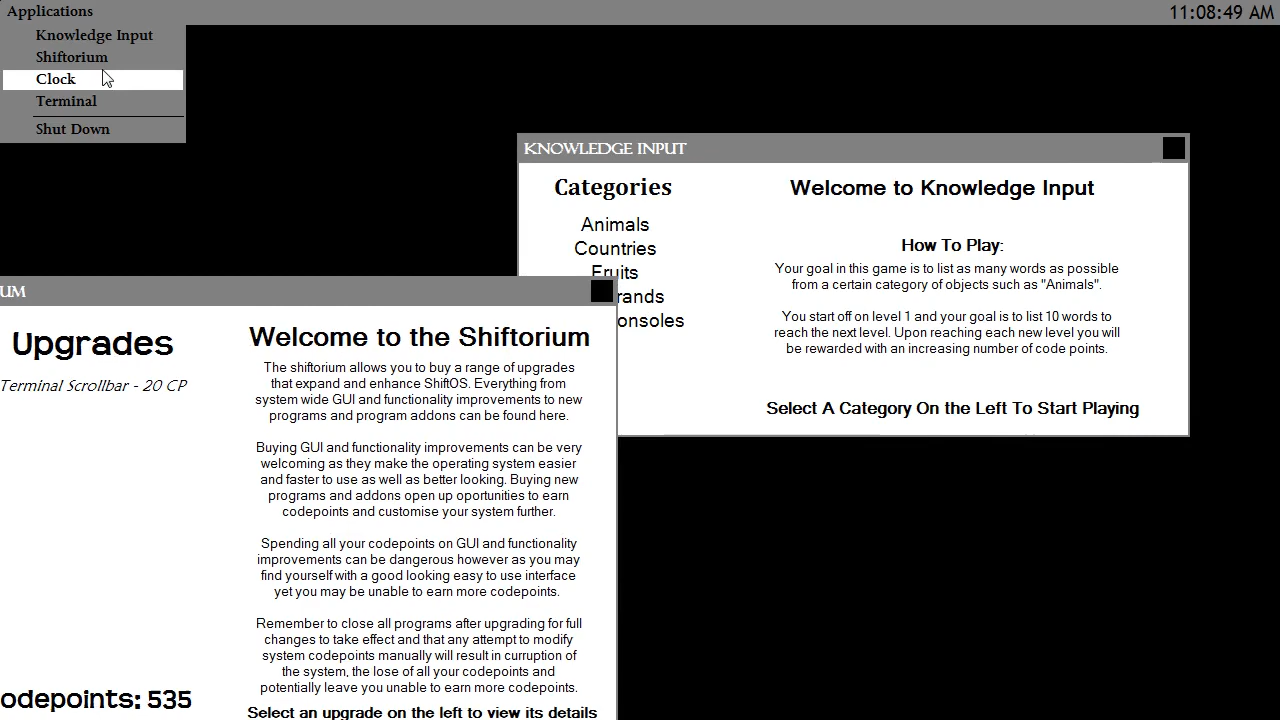 Applications
11:08:49 AM
Knowledge Input
Shiftorium
Clock
Terminal
Shut Down
KNOWLEDGE INPUT
Categories
Animals
Countries
Fruits
rands
onsoles
Welcome to Knowledge Input
How To Play:
Your goal in this game is to list as many words as possible
from a certain category of objects such as "Animals".
You start off on level 1 and your goal is to list 10 words to
reach the next level. Upon reaching each new level you will
be rewarded with an increasing number of code points.
Select A Category On the Left To Start Playing
UM
Upgrades
Terminal Scrollbar - 20 CP
odepoints: 535
Welcome to the Shiftorium
The shiftorium allows you to buy a range of upgrades
that expand and enhance ShiftOS. Everything from
system wide GUI and functionality improvements to new
programs and program addons can be found here.
Buying GUI and functionality improvements can be very
welcoming as they make the operating system easier
and faster to use as well as better looking. Buying new
programs and addons open up oportunities to earn
codepoints and customise your system further.
Spending all your codepoints on GUI and functionality
improvements can be dangerous however as you may
find yourself with a good looking easy to use interface
yet you may be unable to earn more codepoints.
Remember to close all programs after upgrading for full
changes to take effect and that any attempt to modify
system codepoints manually will result in curruption of
the system, the lose of all your codepoints and
potentially leave you unable to earn more codepoints.
Select an upgrade on the left to view its details